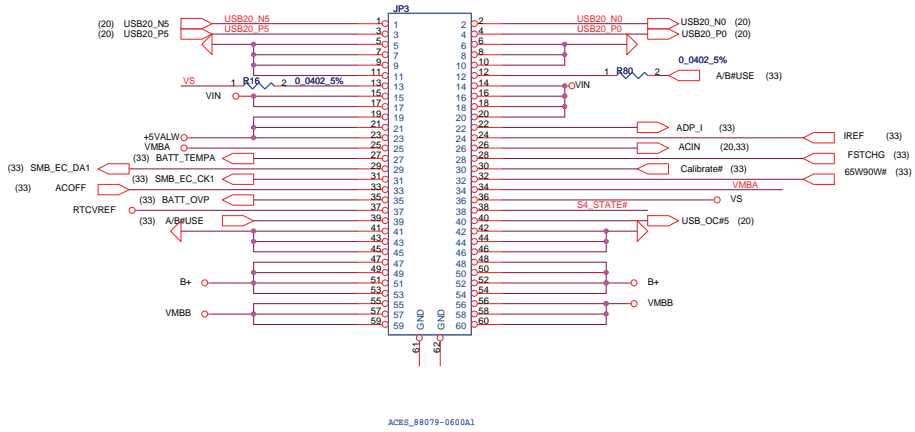 JP3
(20) USB20_N5 USB20_N5 1 1 2 2 USB20_N0 USB20_N0 (20)
(20) USB20_P5 USB20_P5 3 3 4 4 USB20_P0 USB20_P0 (20)
5 5 6 6
7 7 8 8
9 9 10 10
11 11 12 12 1 R80 2 0_0402_5% A/B#USE (33)
VS 1 R16 2 0_0402_5% 13 13 14 14 VIN
VIN 15 15 16 16
17 17 18 18
19 19 20 20
21 21 22 22 ADP_I (33)
+5VALW 23 23 24 24 IREF (33)
VMBA 25 25 26 26 ACIN (20,33)
(33) BATT_TEMPA 27 27 28 28 FSTCHG (33)
(33) SMB_EC_DA1 29 29 30 30 Calibrate# (33)
(33) SMB_EC_CK1 31 31 32 32 65W90W# (33)
(33) ACOFF 33 33 34 34 VMBA
(33) BATT_OVP 35 35 36 36 VS
RTCVREF 37 37 38 38 S4_STATE#
(33) A/B#USE 39 39 40 40 USB_OC#5 (20)
41 41 42 42
43 43 44 44
45 45 46 46
47 47 48 48
49 49 50 50
B+ 51 51 52 52 B+
53 53 54 54
55 55 56 56
VMBB 57 57 58 58 VMBB
59 59 60 60
GND GND
61 62
ACES_88079-0600A1